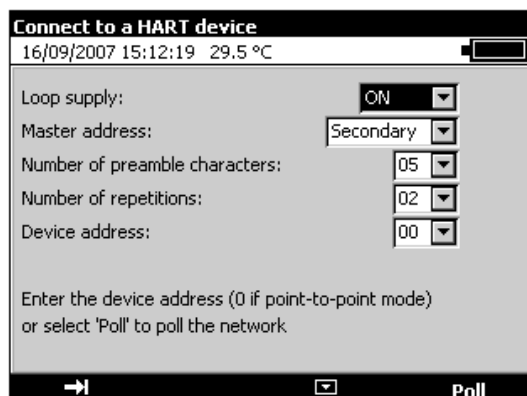 Connect to a HART device
16/09/2007 15:12:19 29.5 °C
Loop supply: ON
Master address: Secondary
Number of preamble characters: 05
Number of repetitions: 02
Device address: 00
Enter the device address (0 if point-to-point mode)
or select 'Poll' to poll the network
Poll